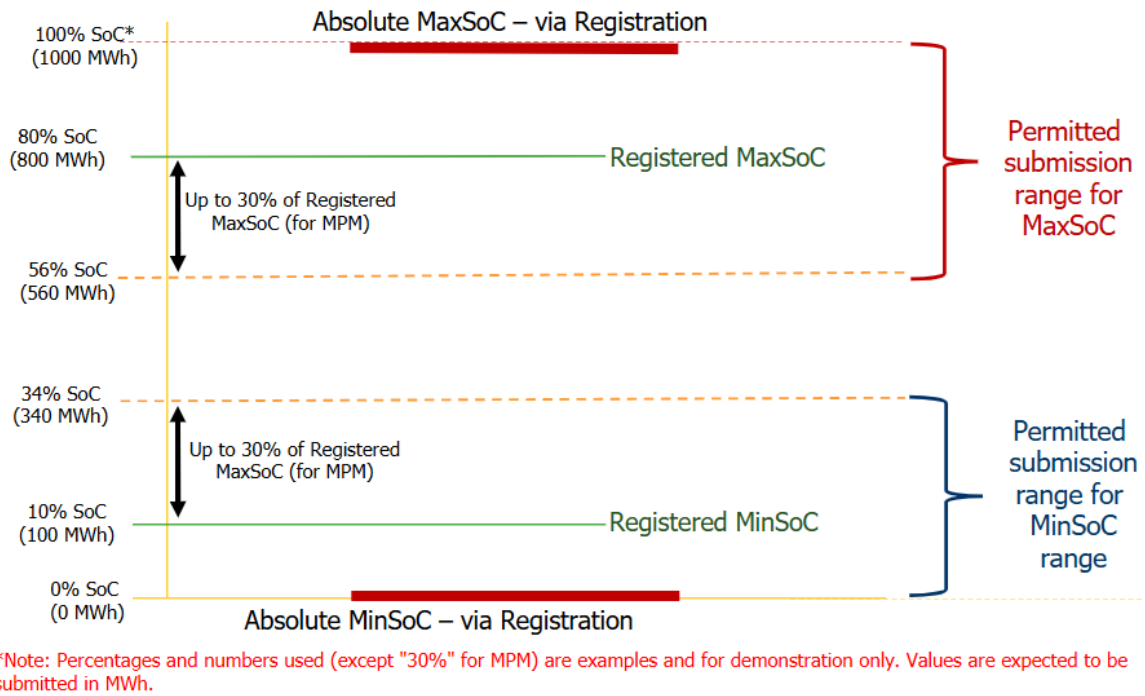 Absolute MaxSoC – via Registration
100% SoC*
(1000 MWh)
80% SoC
(800 MWh)
Registered MaxSoC
Permitted
submission
range for
MaxSoC
Up to 30% of Registered
MaxSoC (for MPM)
56% SoC
(560 MWh)
34% SoC
(340 MWh)
Up to 30% of Registered
MaxSoC (for MPM)
Permitted
submission
range for
MinSoC
range
10% SoC
(100 MWh)
Registered MinSoC
0% SoC
(0 MWh)
Absolute MinSoC – via Registration
*Note: Percentages and numbers used (except "30%" for MPM) are examples and for demonstration only. Values are expected to be
submitted in MWh.